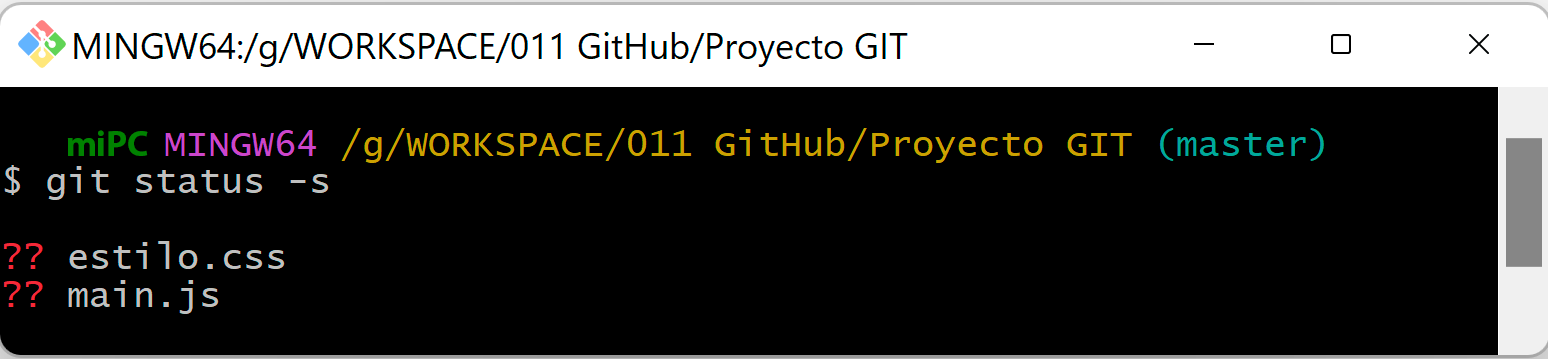 MINGW64:/g/WORKSPACE/011 GitHub/Proyecto GIT
miPC MINGW64 /g/WORKSPACE/011 GitHub/Proyecto GIT (master)
$ git status -s
?? estilo.css
?? main.js